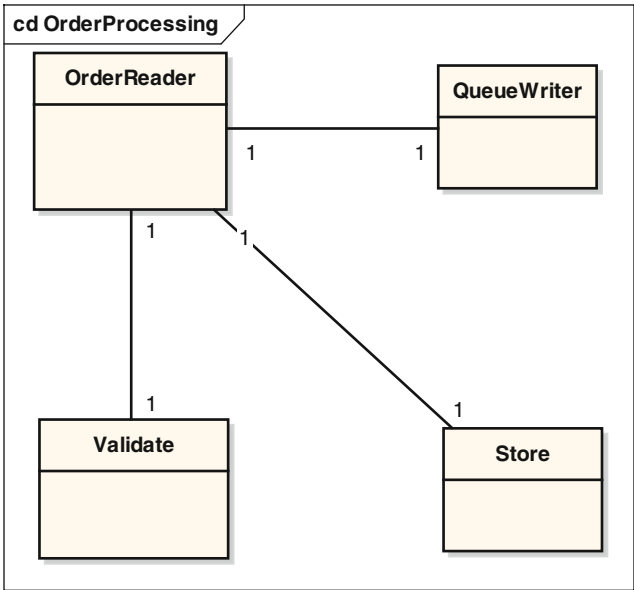 cd OrderProcessing
OrderReader
QueueWriter
1
1
1
1
1
1
Validate
Store